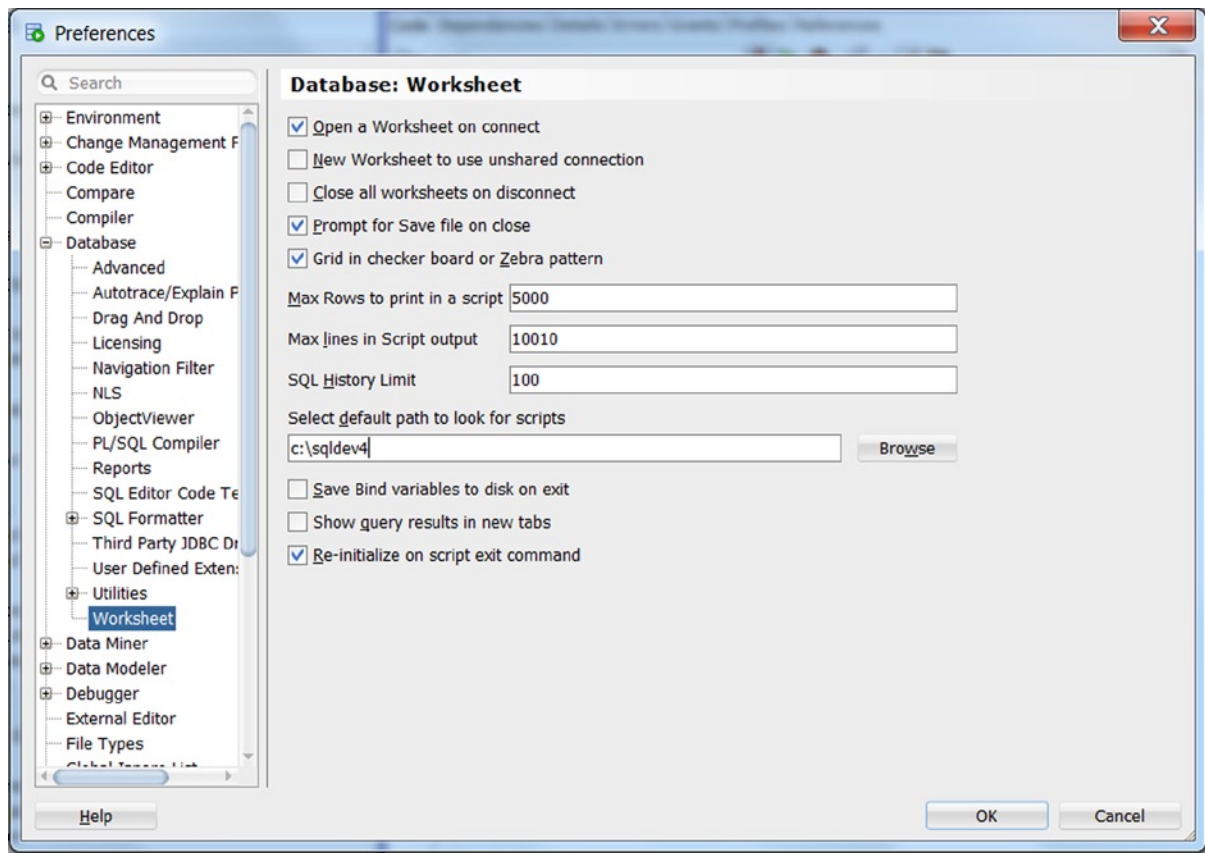 Preferences
Search
Environment
Change Management F
Code Editor
Compare
Compiler
Database
Advanced
Autotrace/Explain P
Drag And Drop
Licensing
Navigation Filter
NLS
ObjectViewer
PL/SQL Compiler
Reports
SQL Editor Code Te
SQL Formatter
Third Party JDBC Dr
User Defined Extens
Utilities
Worksheet
Data Miner
Data Modeler
Debugger
External Editor
File Types
Global Ignore List
Database: Worksheet
Open a Worksheet on connect
New Worksheet to use unshared connection
Close all worksheets on disconnect
Prompt for Save file on close
Grid in checker board or Zebra pattern
Max Rows to print in a script 5000
Max lines in Script output 10010
SQL History Limit 100
Select default path to look for scripts
c:\sqldev4 Browse
Save Bind variables to disk on exit
Show query results in new tabs
Re-initialize on script exit command
Help OK Cancel